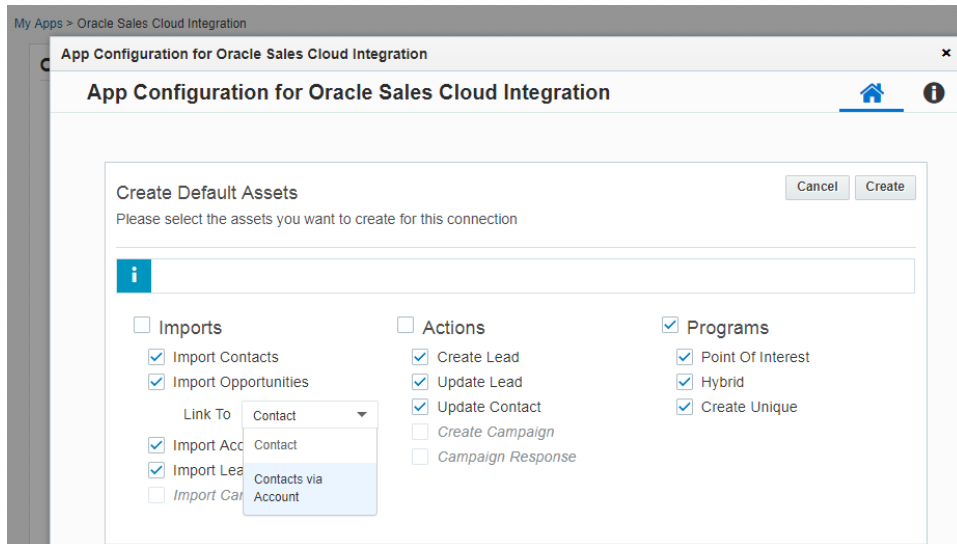 My Apps > Oracle Sales Cloud Integration
App Configuration for Oracle Sales Cloud Integration
App Configuration for Oracle Sales Cloud Integration
Create Default Assets
Cancel
Create
Please select the assets you want to create for this connection
Imports
Import Contacts
Import Opportunities
Link To
Contact
Contact
Contacts via
Account
Import
Import
Import
Actions
Create Lead
Update Lead
Update Contact
Create Campaign
Campaign Response
Programs
Point Of Interest
Hybrid
Create Unique